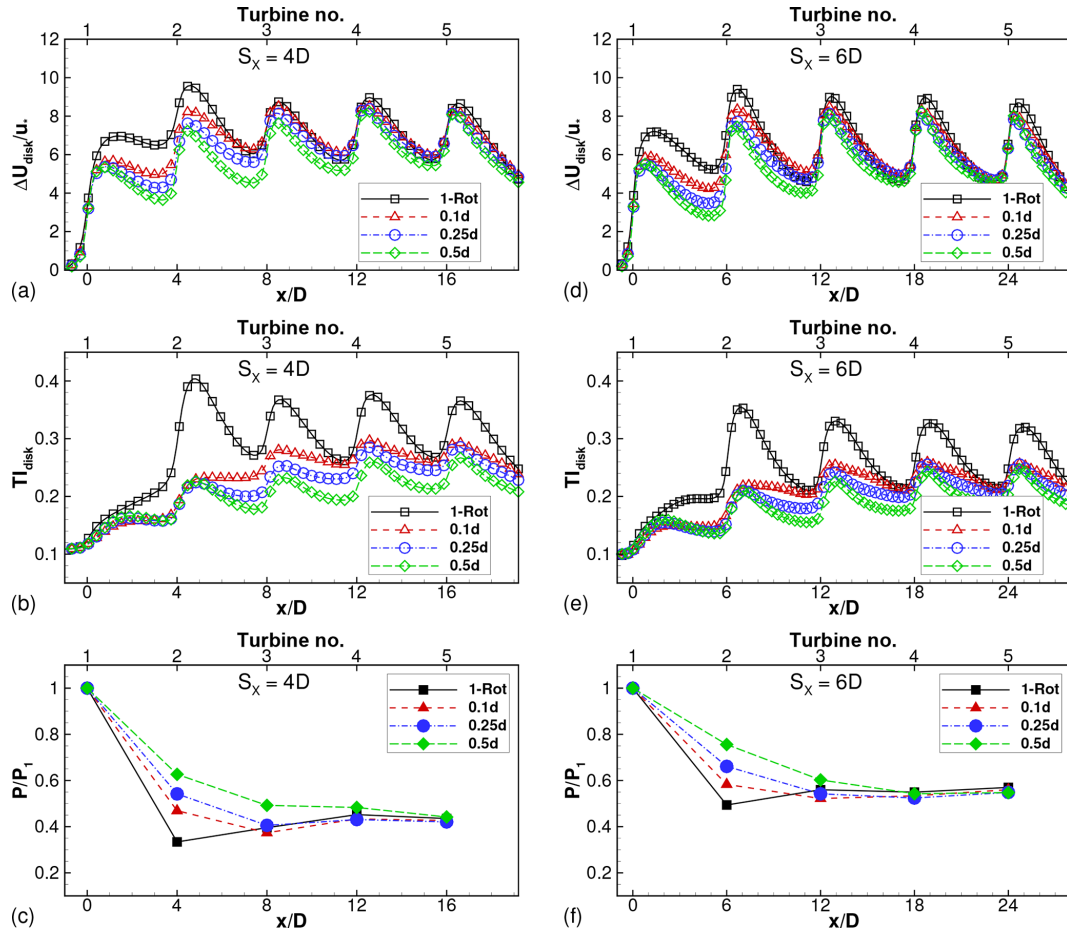 Turbine no.
1 2 3 4 5
S_X = 4D
ΔU_disk/u*
12
10
8
6
4
2
0
1-Rot
0.1d
0.25d
0.5d
0 4 8 12 16
x/D
(a)
Turbine no.
1 2 3 4 5
S_X = 6D
ΔU_disk/u*
12
10
8
6
4
2
0
1-Rot
0.1d
0.25d
0.5d
0 6 12 18 24
x/D
(d)
Turbine no.
1 2 3 4 5
S_X = 4D
TI_disk
0.4
0.3
0.2
0.1
1-Rot
0.1d
0.25d
0.5d
0 4 8 12 16
x/D
(b)
Turbine no.
1 2 3 4 5
S_X = 6D
TI_disk
0.4
0.3
0.2
0.1
1-Rot
0.1d
0.25d
0.5d
0 6 12 18 24
x/D
(e)
Turbine no.
1 2 3 4 5
S_X = 4D
P/P_1
1
0.8
0.6
0.4
0.2
1-Rot
0.1d
0.25d
0.5d
0 4 8 12 16
x/D
(c)
Turbine no.
1 2 3 4 5
S_X = 6D
P/P_1
1
0.8
0.6
0.4
0.2
1-Rot
0.1d
0.25d
0.5d
0 6 12 18 24
x/D
(f)